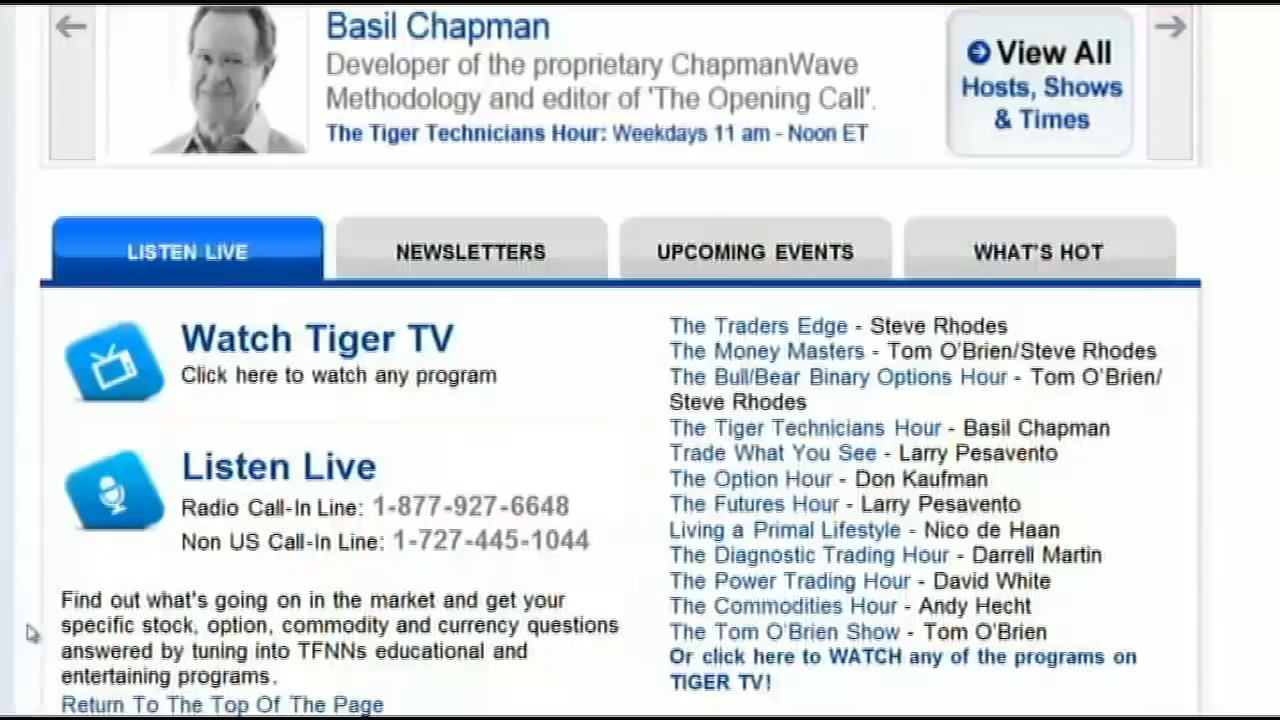 Basil Chapman
Developer of the proprietary ChapmanWave
Methodology and editor of 'The Opening Call'.
The Tiger Technicians Hour: Weekdays 11 am - Noon ET
View All
Hosts, Shows
& Times
LISTEN LIVE
NEWSLETTERS
UPCOMING EVENTS
WHAT'S HOT
Watch Tiger TV
Click here to watch any program
Listen Live
Radio Call-In Line: 1-877-927-6648
Non US Call-In Line: 1-727-445-1044
Find out what's going on in the market and get your
specific stock, option, commodity and currency questions
answered by tuning into TFNNs educational and
entertaining programs.
Return To The Top Of The Page
The Traders Edge - Steve Rhodes
The Money Masters - Tom O'Brien/Steve Rhodes
The Bull/Bear Binary Options Hour - Tom O'Brien/
Steve Rhodes
The Tiger Technicians Hour - Basil Chapman
Trade What You See - Larry Pesavento
The Option Hour - Don Kaufman
The Futures Hour - Larry Pesavento
Living a Primal Lifestyle - Nico de Haan
The Diagnostic Trading Hour - Darrell Martin
The Power Trading Hour - David White
The Commodities Hour - Andy Hecht
The Tom O'Brien Show - Tom O'Brien
Or click here to WATCH any of the programs on
TIGER TV!